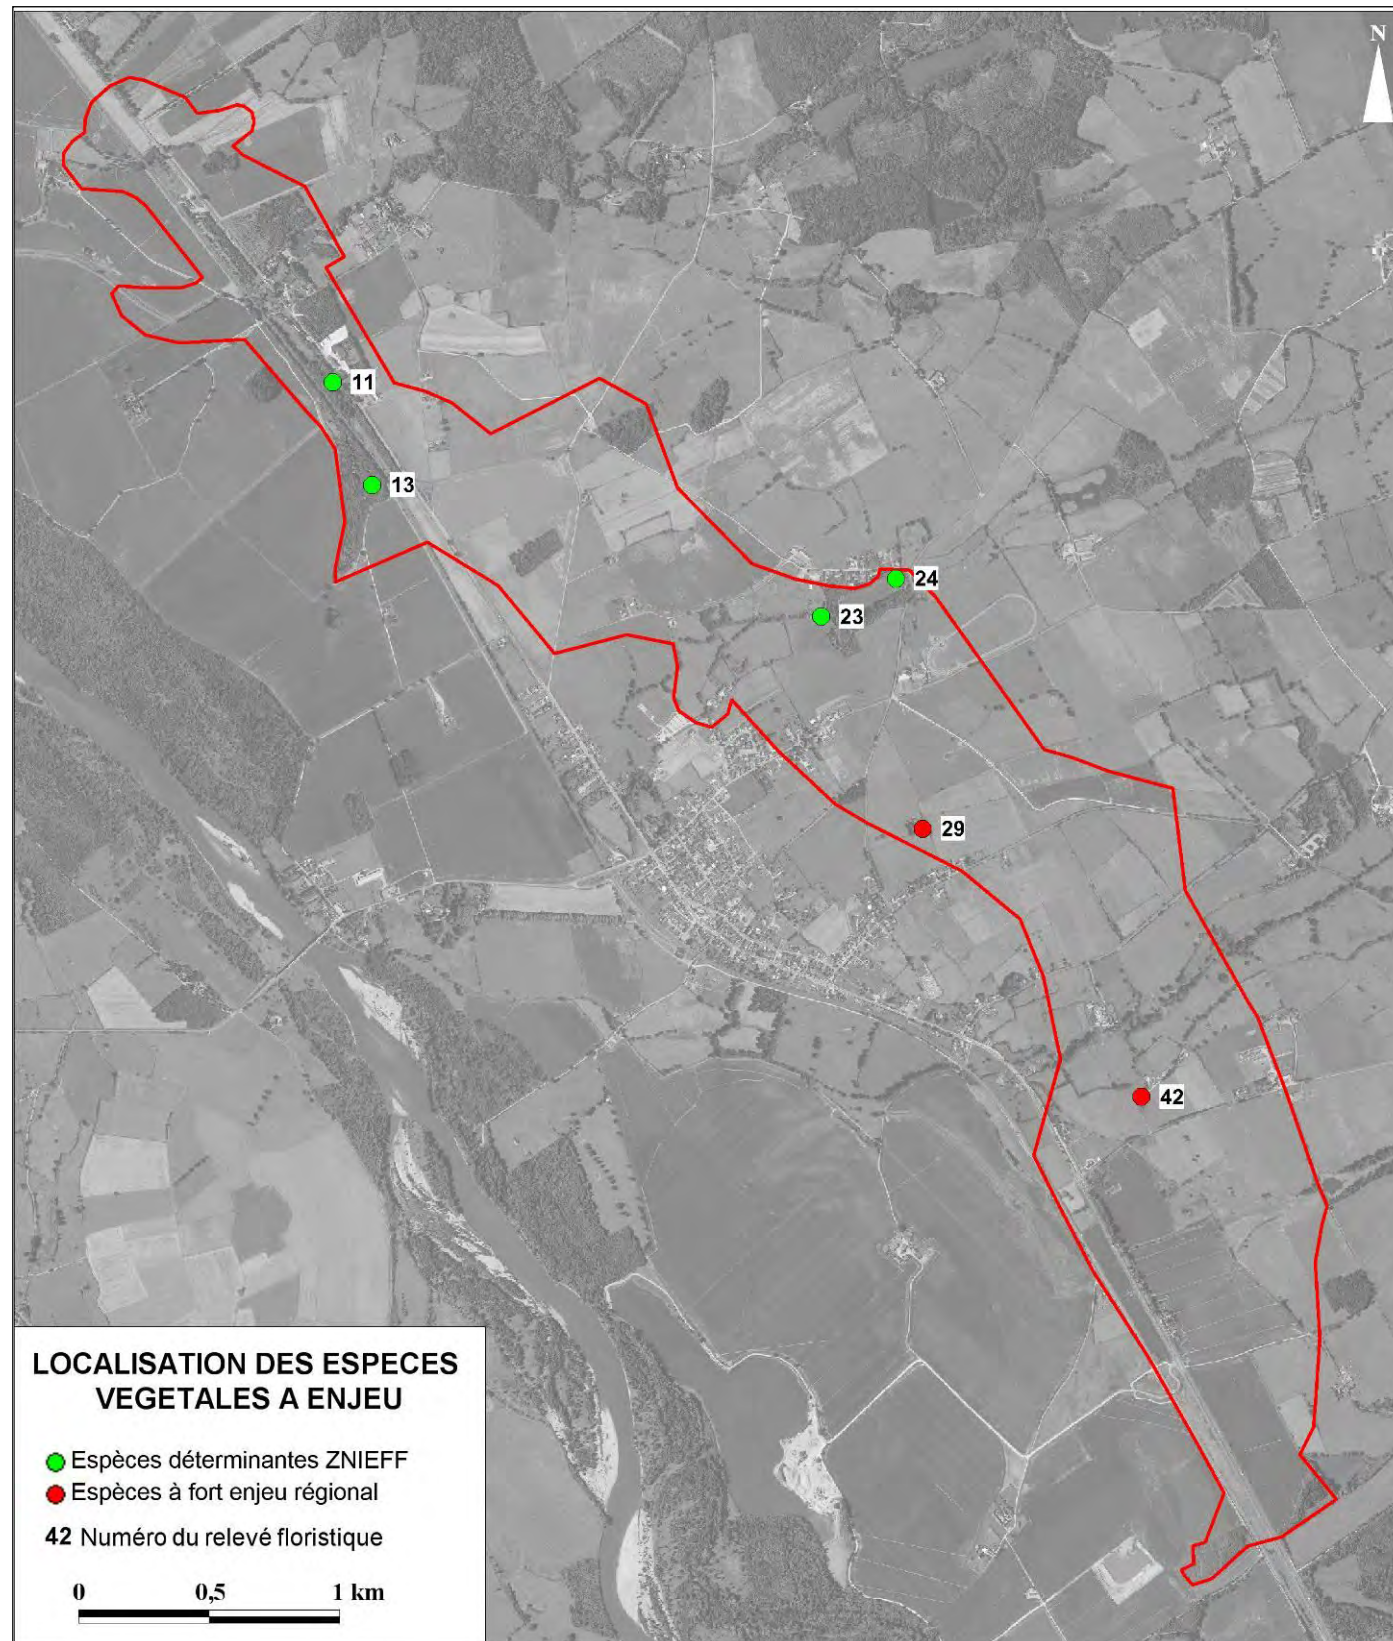 N
11
13
24
23
29
42
LOCALISATION DES ESPECES
VEGETALES A ENJEU
Espèces déterminantes ZNIEFF
Espèces à fort enjeu régional
42 Numéro du relevé floristique
0 0,5 1 km